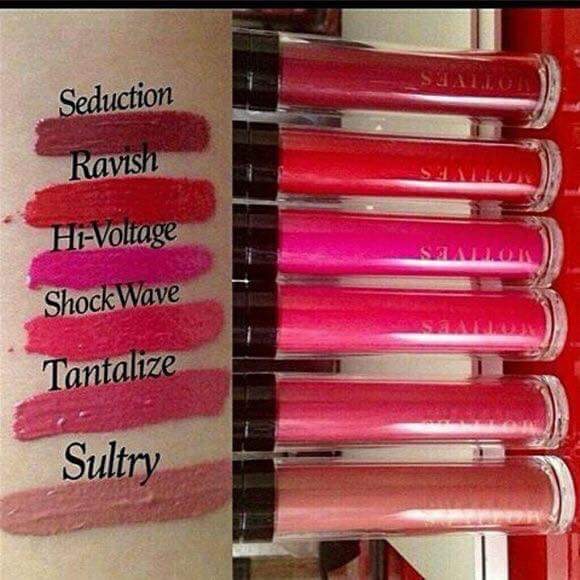 Seduction
MOTIVES
Ravish
MOTIVES
Hi-Voltage
MOTIVES
ShockWave
MOTIVES
Tantalize
MOTIVES
Sultry
MOTIVES